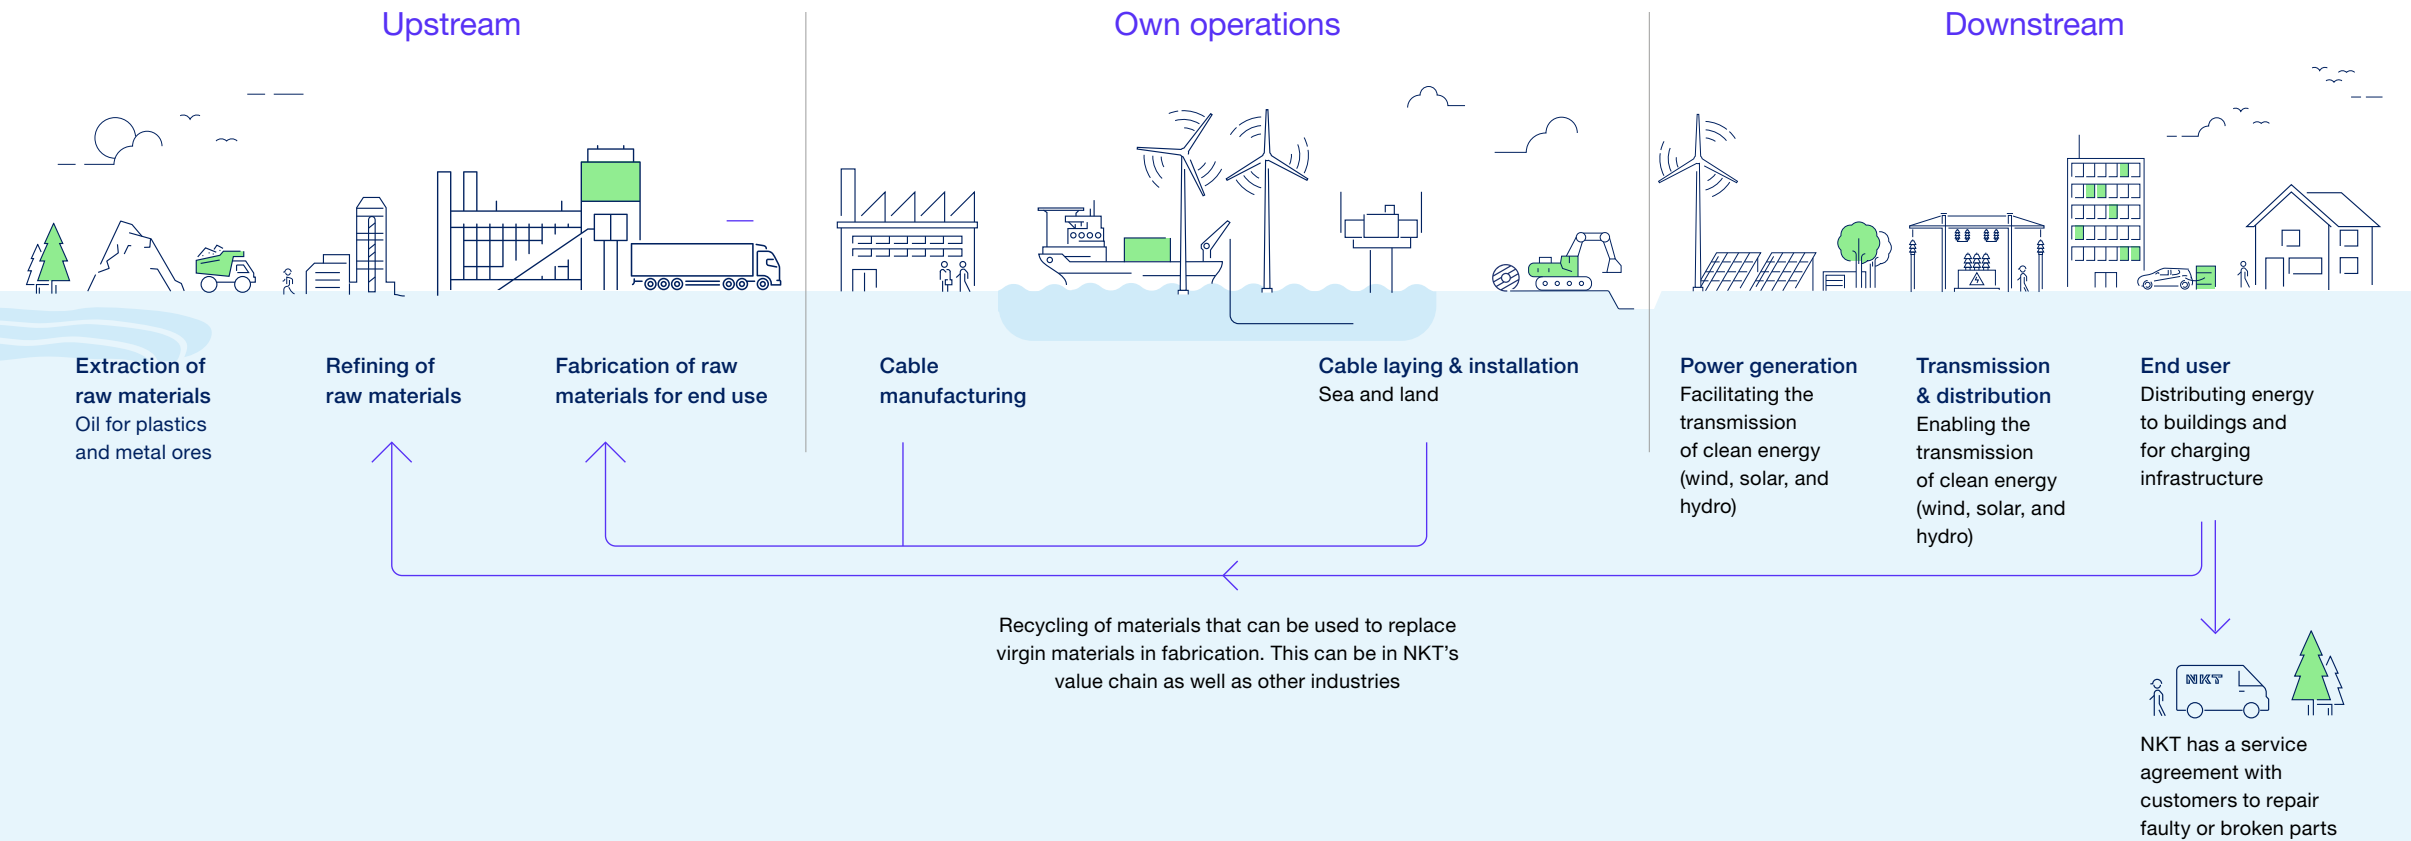 Upstream
Own operations
Downstream
Extraction of
raw materials
Oil for plastics
and metal ores
Refining of
raw materials
Fabrication of raw
materials for end use
Cable
manufacturing
Cable laying & installation
Sea and land
Power generation
Facilitating the
transmission
of clean energy
(wind, solar, and
hydro)
Transmission
& distribution
Enabling the
transmission
of clean energy
(wind, solar, and
hydro)
End user
Distributing energy
to buildings and
for charging
infrastructure
Recycling of materials that can be used to replace
virgin materials in fabrication. This can be in NKT’s
value chain as well as other industries
NKT
NKT has a service
agreement with
customers to repair
faulty or broken parts